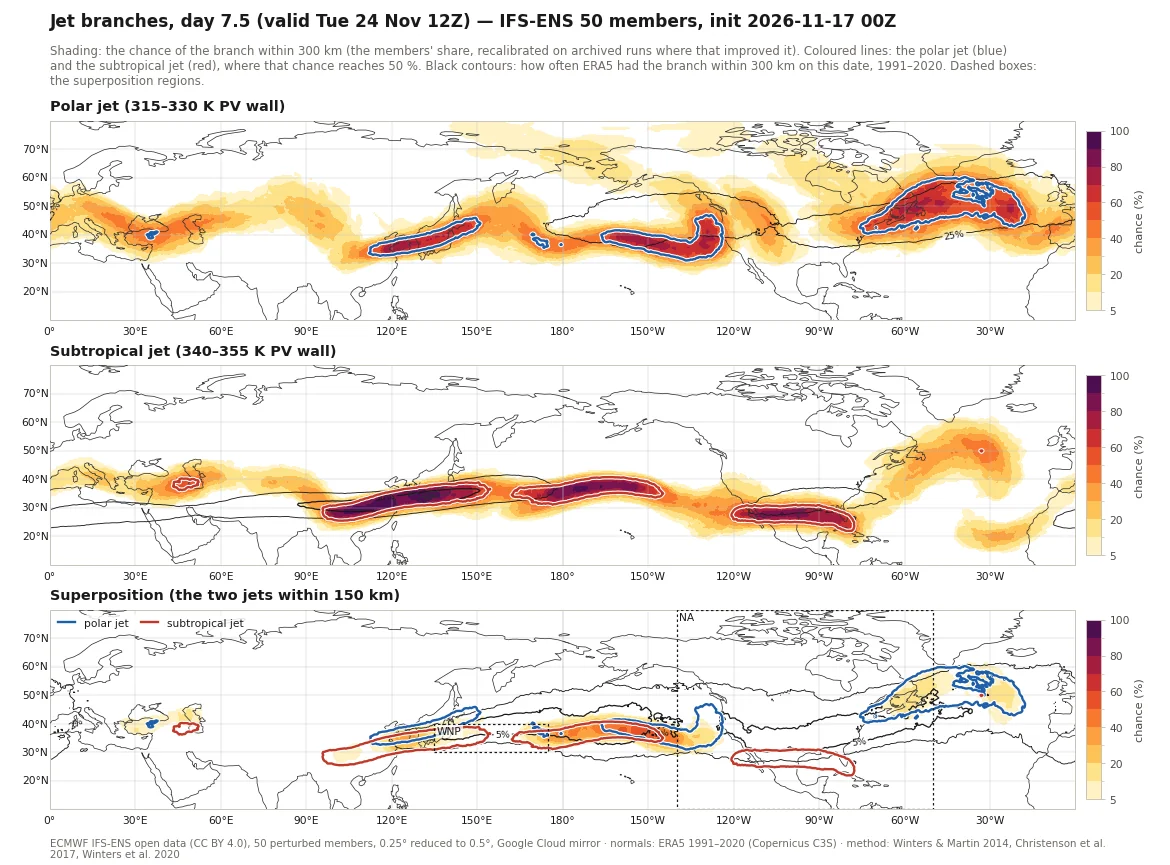 Jet branches, day 7.5 (valid Tue 24 Nov 12Z) — IFS-ENS 50 members, init 2026-11-17 00Z
Shading: the chance of the branch within 300 km (the members' share, recalibrated on archived runs where that improved it). Coloured lines: the polar jet (blue)
and the subtropical jet (red), where that chance reaches 50 %. Black contours: how often ERA5 had the branch within 300 km on this date, 1991–2020. Dashed boxes:
the superposition regions.
Polar jet (315–330 K PV wall)
70°N
60°N
50°N
40°N
30°N
20°N
25%
0° 30°E 60°E 90°E 120°E 150°E 180° 150°W 120°W 90°W 60°W 30°W
100
80
60
40
20
5
chance (%)
Subtropical jet (340–355 K PV wall)
70°N
60°N
50°N
40°N
30°N
20°N
0° 30°E 60°E 90°E 120°E 150°E 180° 150°W 120°W 90°W 60°W 30°W
100
80
60
40
20
5
chance (%)
Superposition (the two jets within 150 km)
polar jet subtropical jet
NA
WNP
5%
5%
70°N
60°N
50°N
40°N
30°N
20°N
0° 30°E 60°E 90°E 120°E 150°E 180° 150°W 120°W 90°W 60°W 30°W
100
80
60
40
20
5
chance (%)
ECMWF IFS-ENS open data (CC BY 4.0), 50 perturbed members, 0.25° reduced to 0.5°, Google Cloud mirror · normals: ERA5 1991–2020 (Copernicus C3S) · method: Winters & Martin 2014, Christenson et al.
2017, Winters et al. 2020